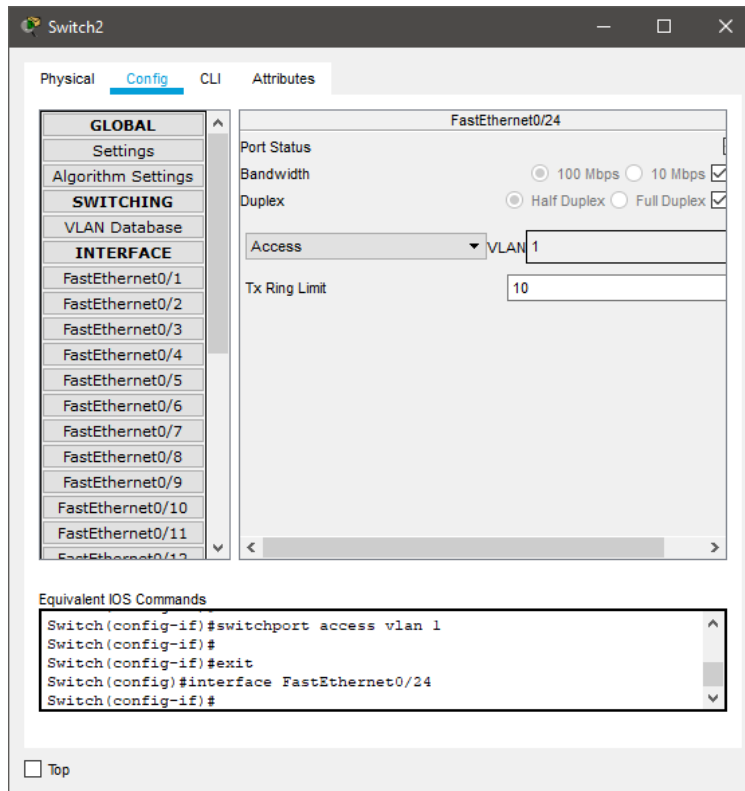 Switch2
Physical Config CLI Attributes
GLOBAL
Settings
Algorithm Settings
SWITCHING
VLAN Database
INTERFACE
FastEthernet0/1
FastEthernet0/2
FastEthernet0/3
FastEthernet0/4
FastEthernet0/5
FastEthernet0/6
FastEthernet0/7
FastEthernet0/8
FastEthernet0/9
FastEthernet0/10
FastEthernet0/11
FastEthernet0/12
FastEthernet0/24
Port Status
Bandwidth 100 Mbps 10 Mbps
Duplex Half Duplex Full Duplex
Access VLAN 1
Tx Ring Limit 10
Equivalent IOS Commands
Switch(config-if)#switchport access vlan 1
Switch(config-if)#
Switch(config-if)#exit
Switch(config)#interface FastEthernet0/24
Switch(config-if)#
Top